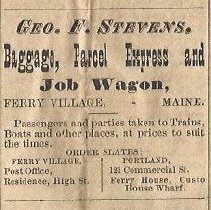 GEO. F. STEVENS,
Baggage, Parcel Express and
Job Wagon,
FERRY VILLAGE, - MAINE.
Passengers and parties taken to Trains,
Boats and other places, at prices to suit
the times.
ORDER SLATES:
FERRY VILLAGE, PORTLAND,
Post Office, 121 Commercial St.
Residence, High St. Ferry House, Custo
House Wharf